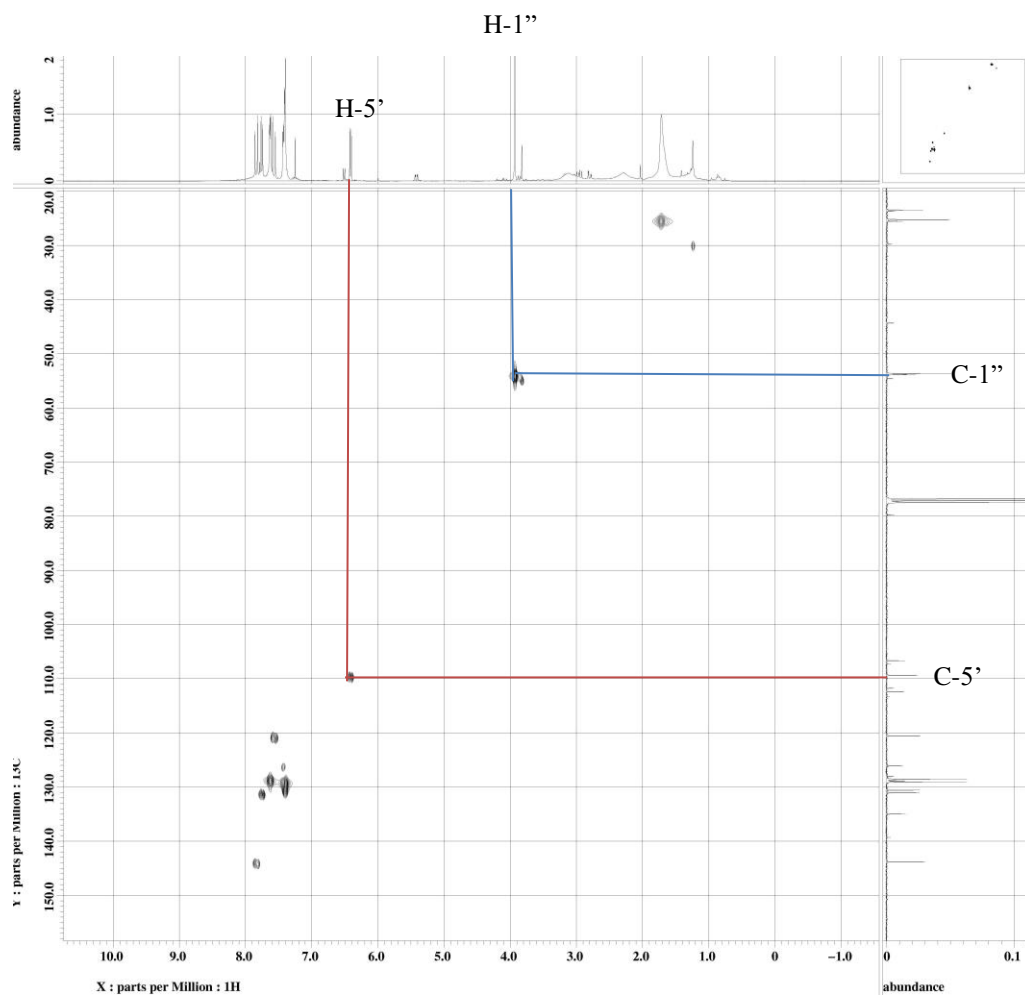 H-1”
abundance
0
1.0
2
H-5’
20.0
30.0
40.0
50.0
60.0
70.0
80.0
90.0
100.0
110.0
120.0
130.0
140.0
150.0
C-1”
C-5’
Y : parts per Million : 13C
10.0 9.0 8.0 7.0 6.0 5.0 4.0 3.0 2.0 1.0 0 −1.0
0 0.1
X : parts per Million : 1H
abundance